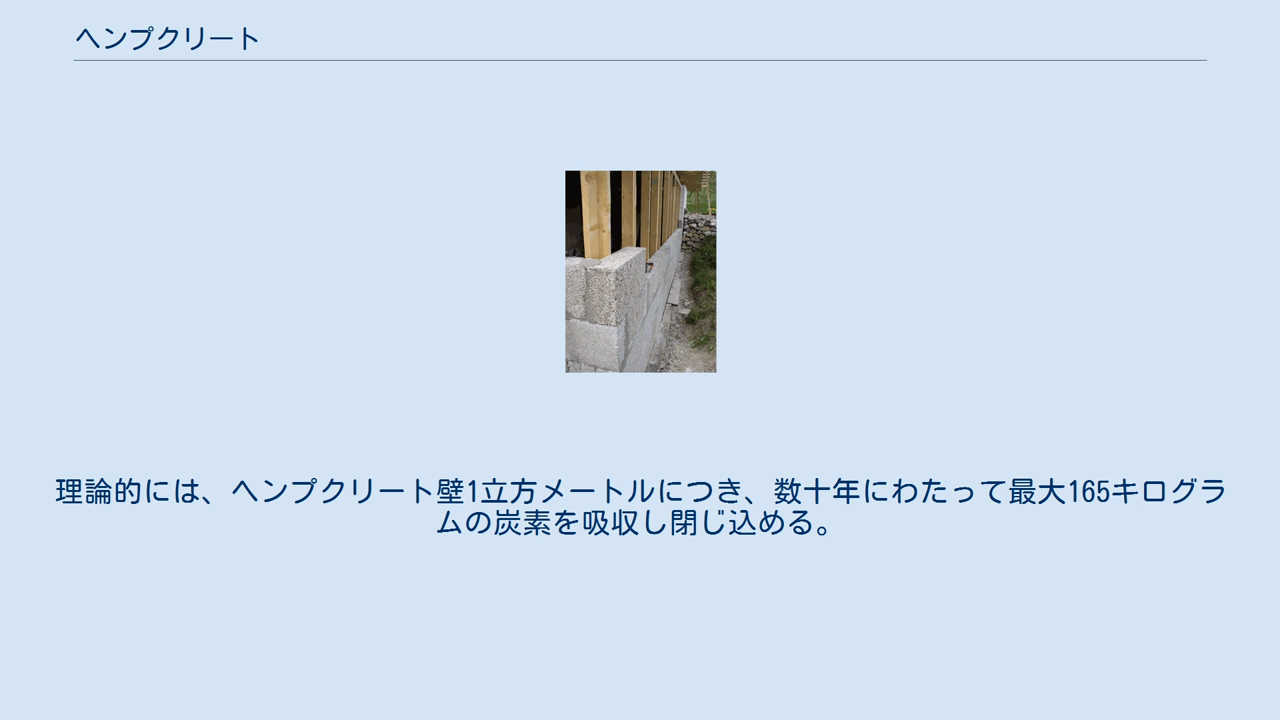 ヘンプクリート
理論的には、ヘンプクリート壁1立方メートルにつき、数十年にわたって最大165キログラ
ムの炭素を吸収し閉じ込める。